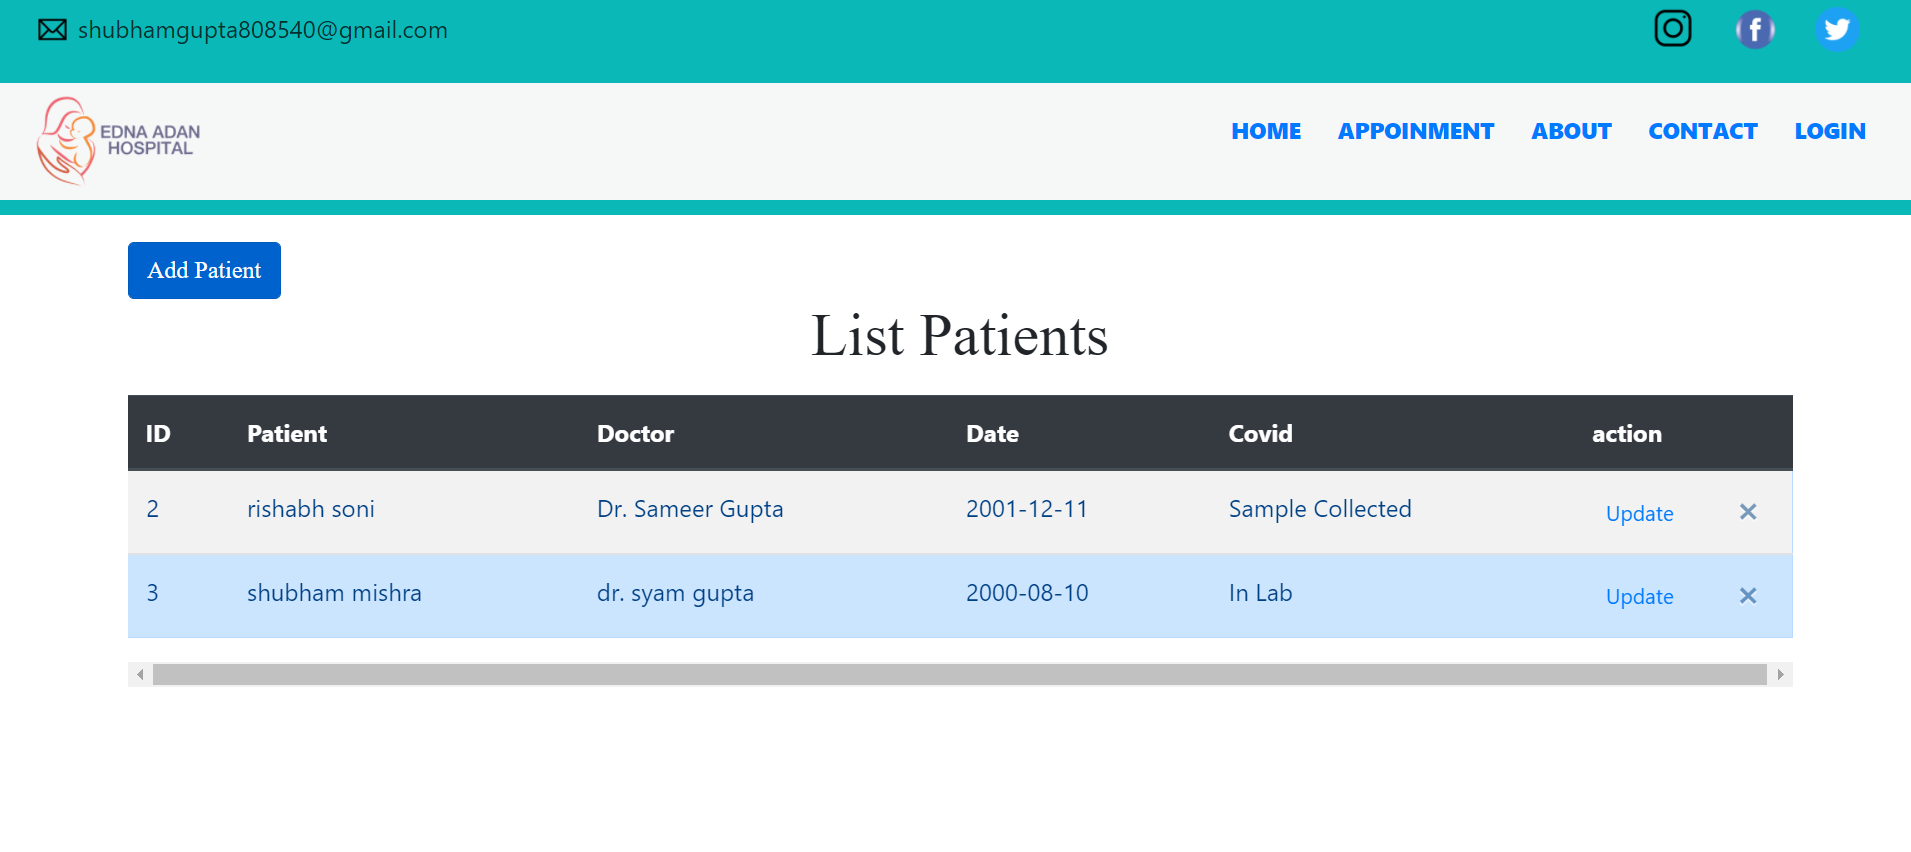 shubhamgupta808540@gmail.com
EDNA ADAN
HOSPITAL
HOME APPOINMENT ABOUT CONTACT LOGIN
Add Patient
List Patients
ID Patient Doctor Date Covid action
2 rishabh soni Dr. Sameer Gupta 2001-12-11 Sample Collected Update ×
3 shubham mishra dr. syam gupta 2000-08-10 In Lab Update ×